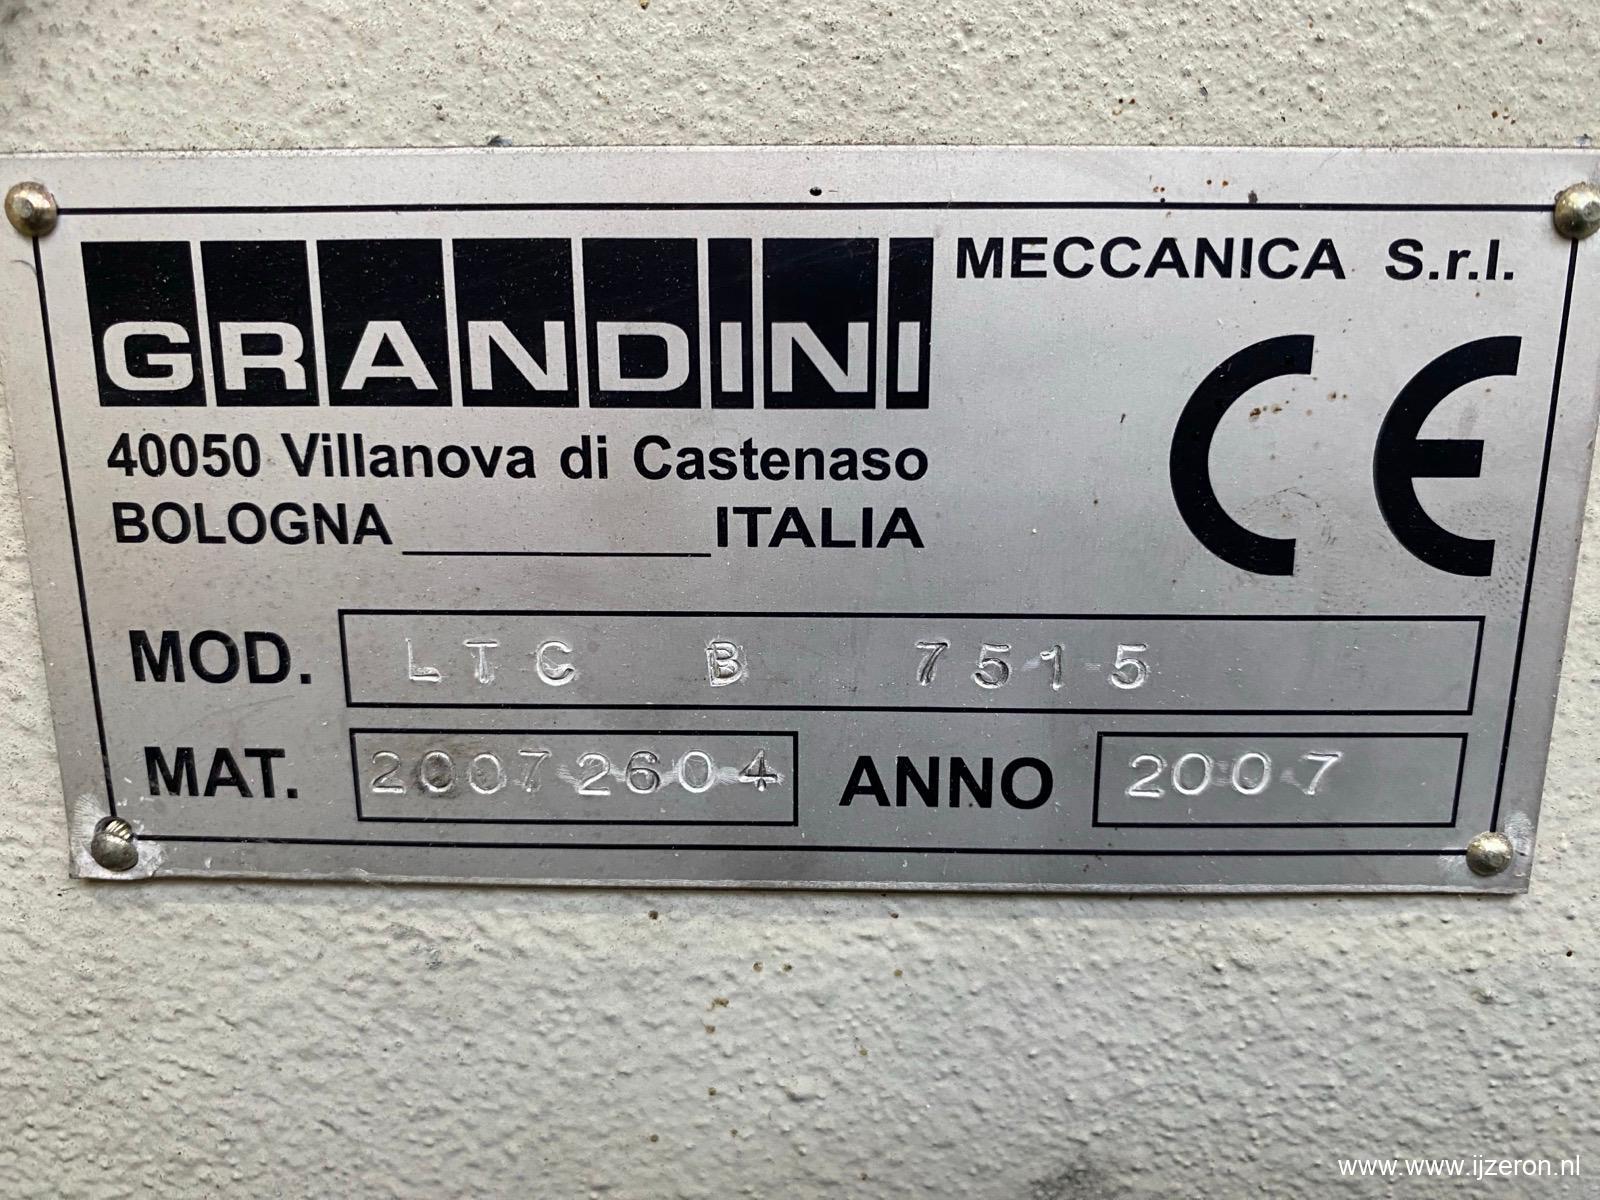 GRANDINI MECCANICA S.r.l.
40050 Villanova di Castenaso
BOLOGNA ITALIA
CE
MOD. LTC B 7515
MAT. 20072604 ANNO 2007
www.www.ijzeron.nl